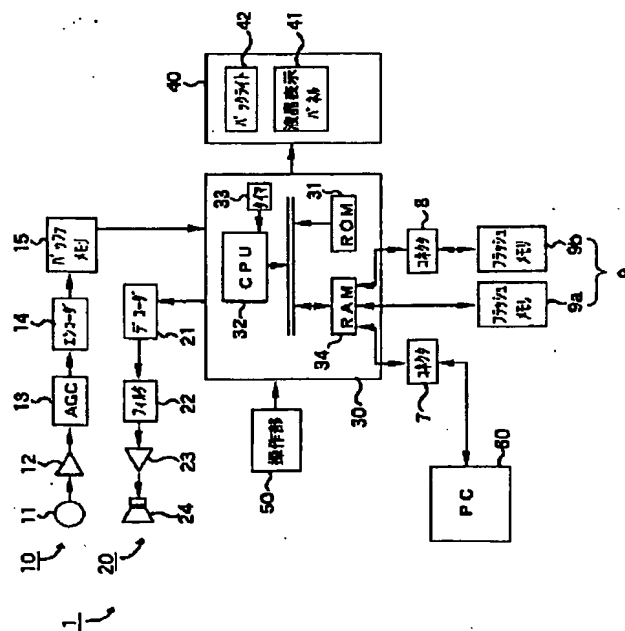 1
10
11
12
13
AGC
14
エンコーダ
15
バッファ
メモリ
20
24
23
22
フィルタ
21
デコーダ
33
タイマ
CPU
32
31
ROM
RAM
34
30
50
操作部
40
42
バックライト
41
液晶表示
パネル
7
コネクタ
8
コネクタ
60
PC
フラッシュ
メモリ
9a
フラッシュ
メモリ
9b
9